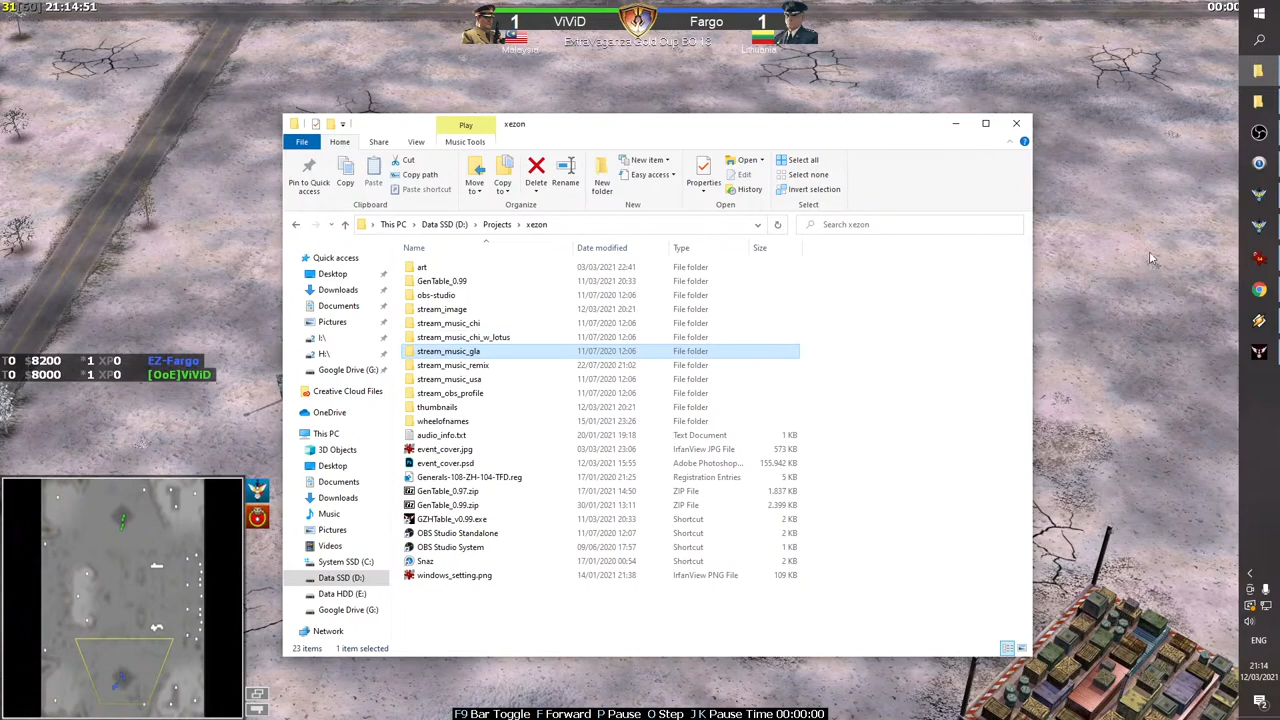 31[60] 21:14:51
1 ViViD Fargo 1
Malaysia Extravaganza Gold Cup BO 13 Lithuania
00:00
xezon
Play
File Home Share View Music Tools
Pin to Quick access
Copy
Paste
Cut
Copy path
Paste shortcut
Clipboard
Move to
Copy to
Delete
Rename
Organize
New folder
New item
Easy access
New
Properties
Open
Edit
History
Open
Select all
Select none
Invert selection
Select
This PC > Data SSD (D:) > Projects > xezon
Search xezon
Quick access
Desktop
Downloads
Documents
Pictures
I:\
H:\
Google Drive (G:)
Creative Cloud Files
OneDrive
This PC
3D Objects
Desktop
Documents
Downloads
Music
Pictures
Videos
System SSD (C:)
Data SSD (D:)
Data HDD (E:)
Google Drive (G:)
Network
Name Date modified Type Size
art 03/03/2021 22:41 File folder
GenTable_0.99 11/03/2021 20:33 File folder
obs-studio 11/07/2020 12:06 File folder
stream_image 12/03/2021 20:21 File folder
stream_music_chi 11/07/2020 12:06 File folder
stream_music_chi_w_lotus 11/07/2020 12:06 File folder
stream_music_gla 11/07/2020 12:06 File folder
stream_music_remix 22/07/2020 21:02 File folder
stream_music_usa 11/07/2020 12:06 File folder
stream_obs_profile 11/07/2020 12:06 File folder
thumbnails 12/03/2021 20:21 File folder
wheelofnames 15/01/2021 23:26 File folder
audio_info.txt 20/01/2021 19:18 Text Document 1 KB
event_cover.jpg 03/03/2021 23:06 IrfanView JPG File 573 KB
event_cover.psd 12/03/2021 15:55 Adobe Photoshop... 155.942 KB
Generals-108-ZH-104-TFD.reg 17/01/2020 21:25 Registration Entries 5 KB
GenTable_0.97.zip 17/01/2021 14:50 ZIP File 1.837 KB
GenTable_0.99.zip 30/01/2021 13:11 ZIP File 2.399 KB
GZHTable_v0.99.exe 11/03/2021 20:33 Shortcut 2 KB
OBS Studio Standalone 11/07/2020 12:07 Shortcut 2 KB
OBS Studio System 09/06/2020 17:57 Shortcut 2 KB
Snaz 17/01/2020 00:54 Shortcut 2 KB
windows_setting.png 14/01/2021 21:38 IrfanView PNG File 109 KB
23 items 1 item selected
T0 $8200 *1 XP0 EZ-Fargo
T0 $8000 *1 XP0 [OoE]ViViD
F9 Bar Toggle F Forward P Pause O Step J K Pause Time 00:00:00
ENG
21:14
12/03/2021
2